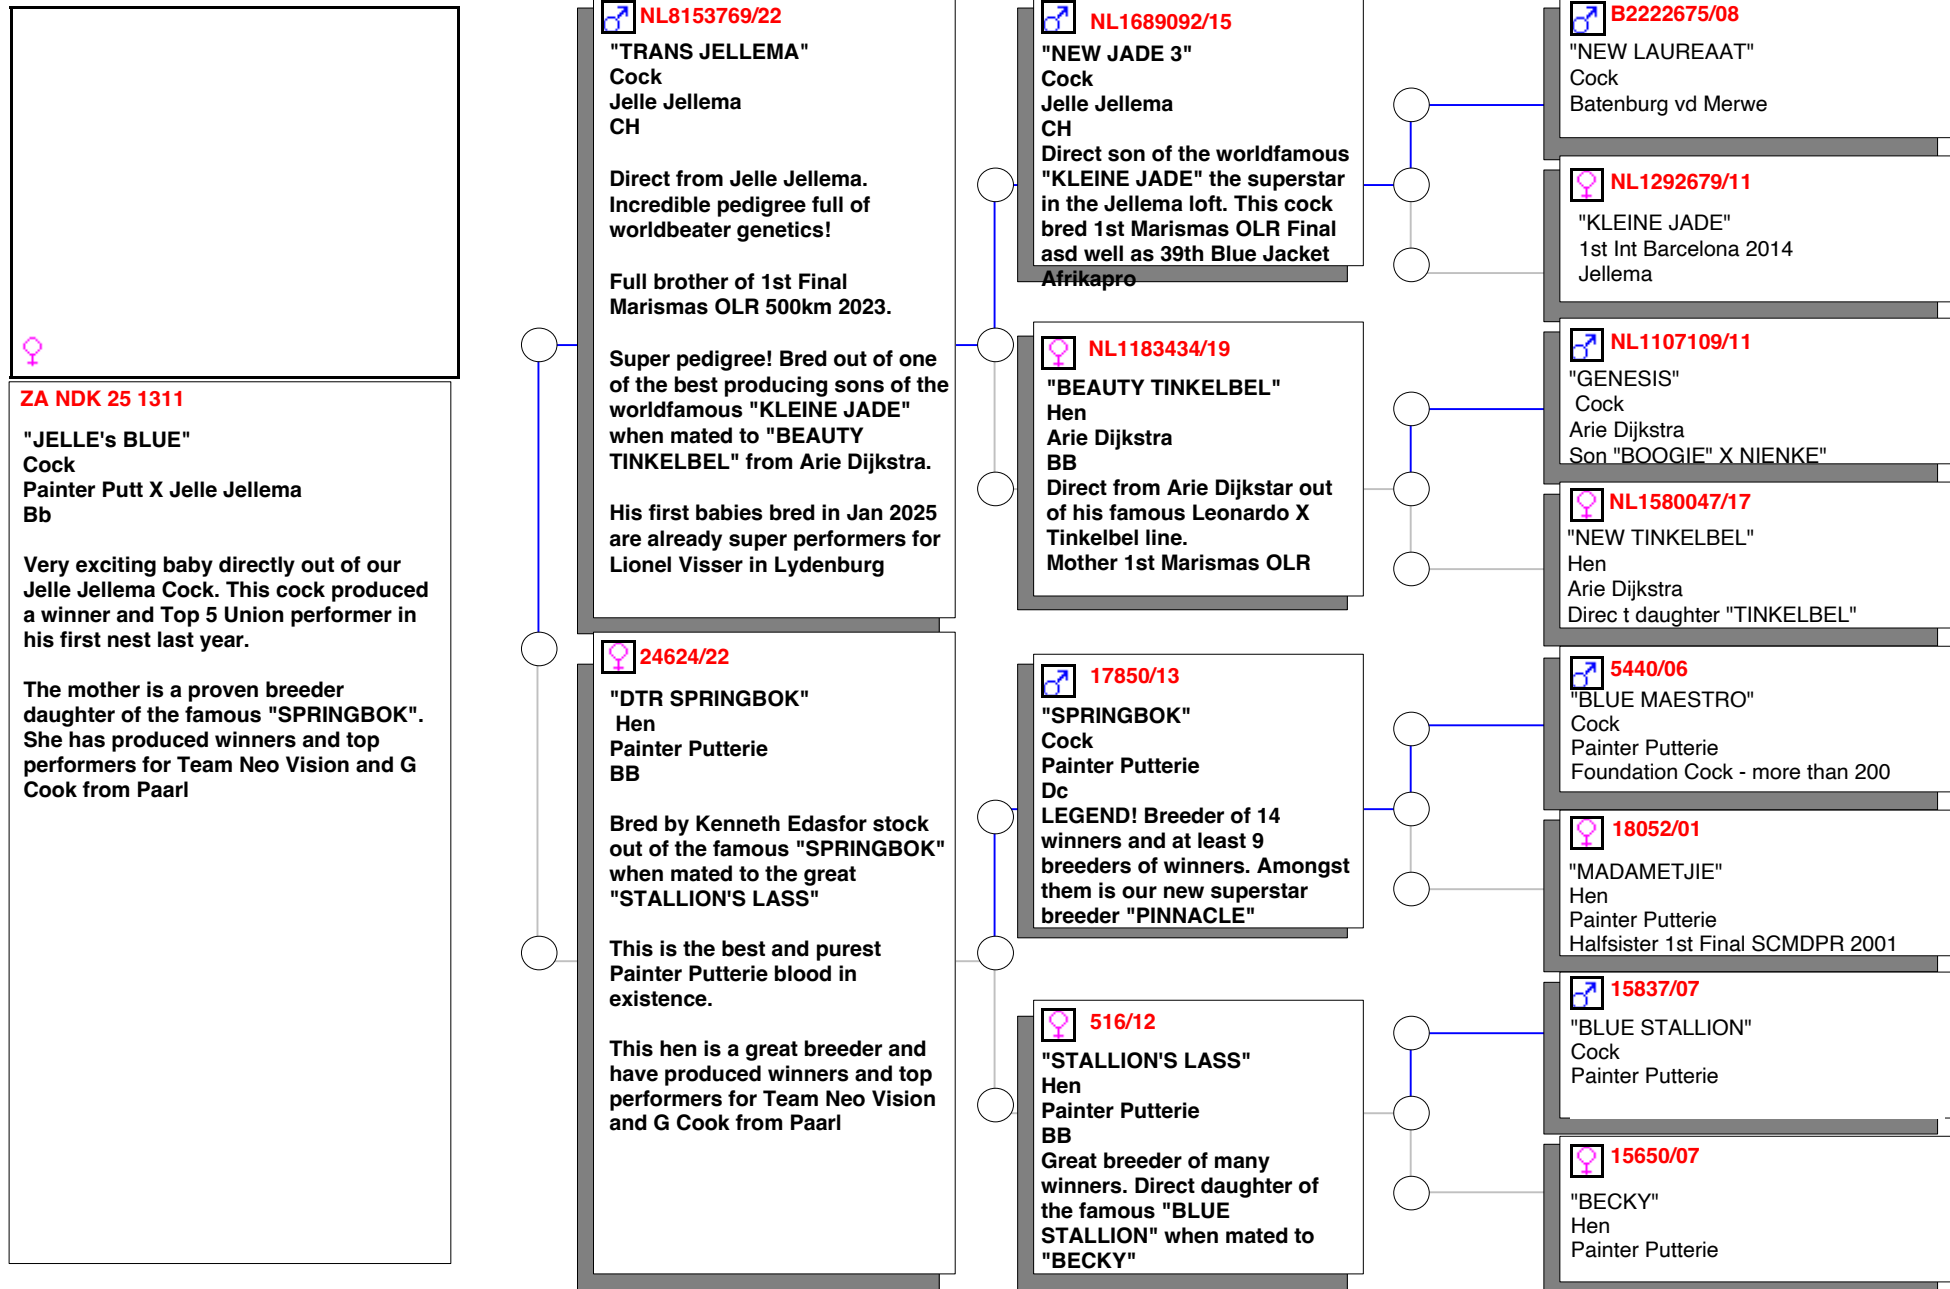 ZA NDK 25 1311
"JELLE's BLUE"
Cock
Painter Putt X Jelle Jellema
Bb
Very exciting baby directly out of our
Jelle Jellema Cock. This cock produced
a winner and Top 5 Union performer in
his first nest last year.
The mother is a proven breeder
daughter of the famous "SPRINGBOK".
She has produced winners and top
performers for Team Neo Vision and G
Cook from Paarl
NL8153769/22
"TRANS JELLEMA"
Cock
Jelle Jellema
CH
Direct from Jelle Jellema.
Incredible pedigree full of
worldbeater genetics!
Full brother of 1st Final
Marismas OLR 500km 2023.
Super pedigree! Bred out of one
of the best producing sons of the
worldfamous "KLEINE JADE"
when mated to "BEAUTY
TINKELBEL" from Arie Dijkstra.
His first babies bred in Jan 2025
are already super performers for
Lionel Visser in Lydenburg
24624/22
"DTR SPRINGBOK"
Hen
Painter Putterie
BB
Bred by Kenneth Edasfor stock
out of the famous "SPRINGBOK"
when mated to the great
"STALLION'S LASS"
This is the best and purest
Painter Putterie blood in
existence.
This hen is a great breeder and
have produced winners and top
performers for Team Neo Vision
and G Cook from Paarl
NL1689092/15
"NEW JADE 3"
Cock
Jelle Jellema
CH
Direct son of the worldfamous
"KLEINE JADE" the superstar
in the Jellema loft. This cock
bred 1st Marismas OLR Final
asd well as 39th Blue Jacket
Afrikapro
NL1183434/19
"BEAUTY TINKELBEL"
Hen
Arie Dijkstra
BB
Direct from Arie Dijkstar out
of his famous Leonardo X
Tinkelbel line.
Mother 1st Marismas OLR
17850/13
"SPRINGBOK"
Cock
Painter Putterie
Dc
LEGEND! Breeder of 14
winners and at least 9
breeders of winners. Amongst
them is our new superstar
breeder "PINNACLE"
516/12
"STALLION'S LASS"
Hen
Painter Putterie
BB
Great breeder of many
winners. Direct daughter of
the famous "BLUE
STALLION" when mated to
"BECKY"
B2222675/08
"NEW LAUREAAT"
Cock
Batenburg vd Merwe
NL1292679/11
"KLEINE JADE"
1st Int Barcelona 2014
Jellema
NL1107109/11
"GENESIS"
Cock
Arie Dijkstra
Son "BOOGIE" X NIENKE"
NL1580047/17
"NEW TINKELBEL"
Hen
Arie Dijkstra
Direc t daughter "TINKELBEL"
5440/06
"BLUE MAESTRO"
Cock
Painter Putterie
Foundation Cock - more than 200
18052/01
"MADAMETJIE"
Hen
Painter Putterie
Halfsister 1st Final SCMDPR 2001
15837/07
"BLUE STALLION"
Cock
Painter Putterie
15650/07
"BECKY"
Hen
Painter Putterie